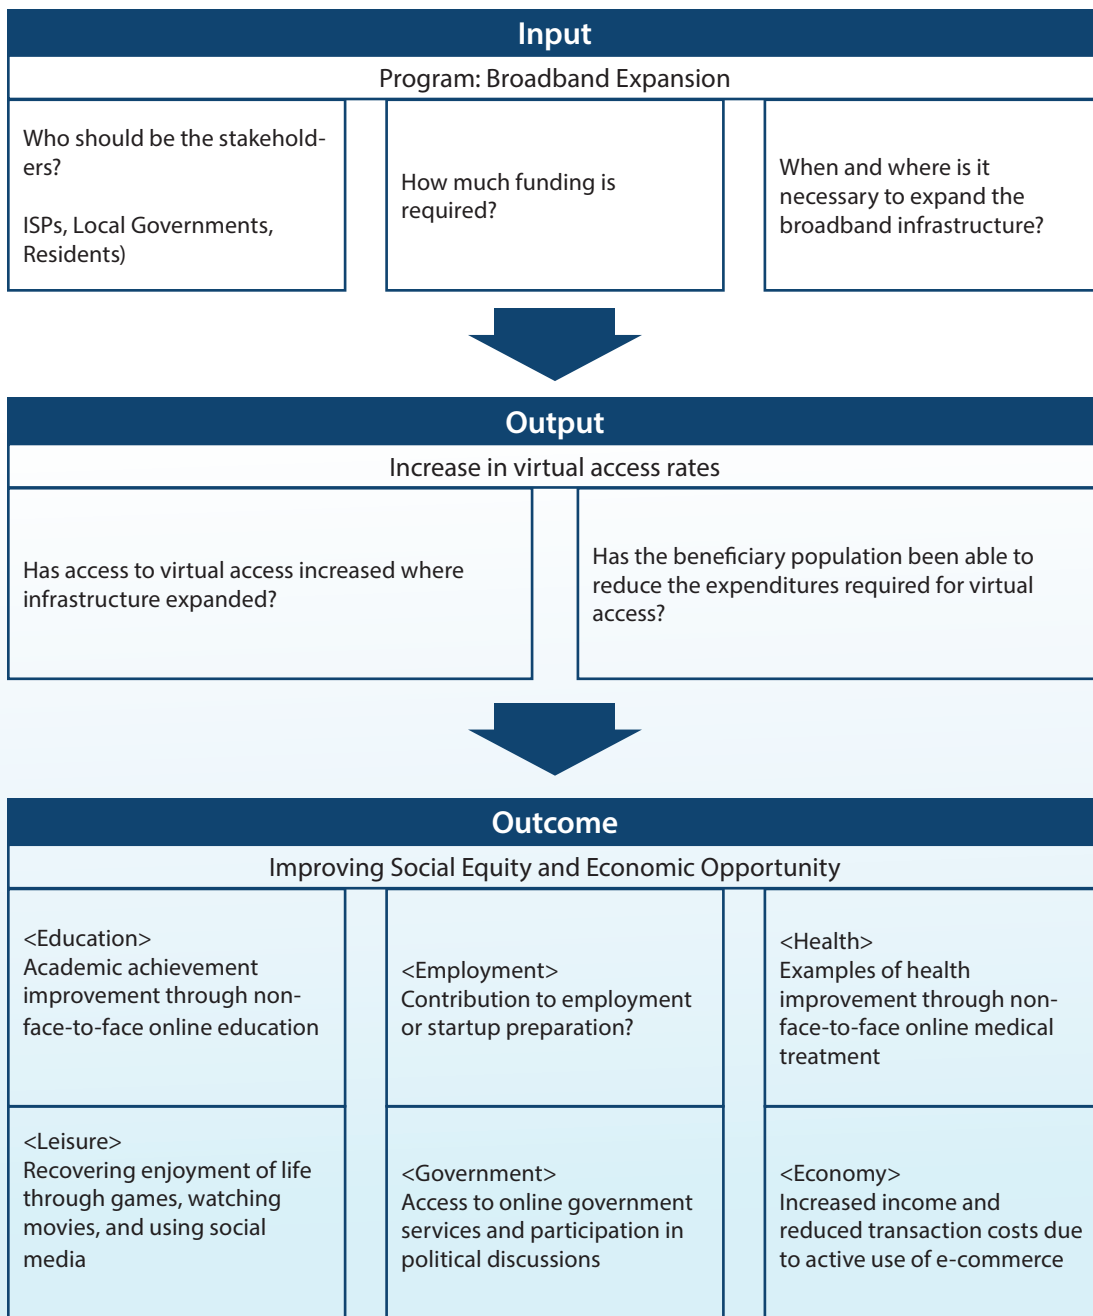 Input
Program: Broadband Expansion
Who should be the stakehold-
ers?
ISPs, Local Governments,
Residents)
How much funding is
required?
When and where is it
necessary to expand the
broadband infrastructure?
Output
Increase in virtual access rates
Has access to virtual access increased where
infrastructure expanded?
Has the beneficiary population been able to
reduce the expenditures required for virtual
access?
Outcome
Improving Social Equity and Economic Opportunity
<Education>
Academic achievement
improvement through non-
face-to-face online education
<Employment>
Contribution to employment
or startup preparation?
<Health>
Examples of health
improvement through non-
face-to-face online medical
treatment
<Leisure>
Recovering enjoyment of life
through games, watching
movies, and using social
media
<Government>
Access to online government
services and participation in
political discussions
<Economy>
Increased income and
reduced transaction costs due
to active use of e-commerce